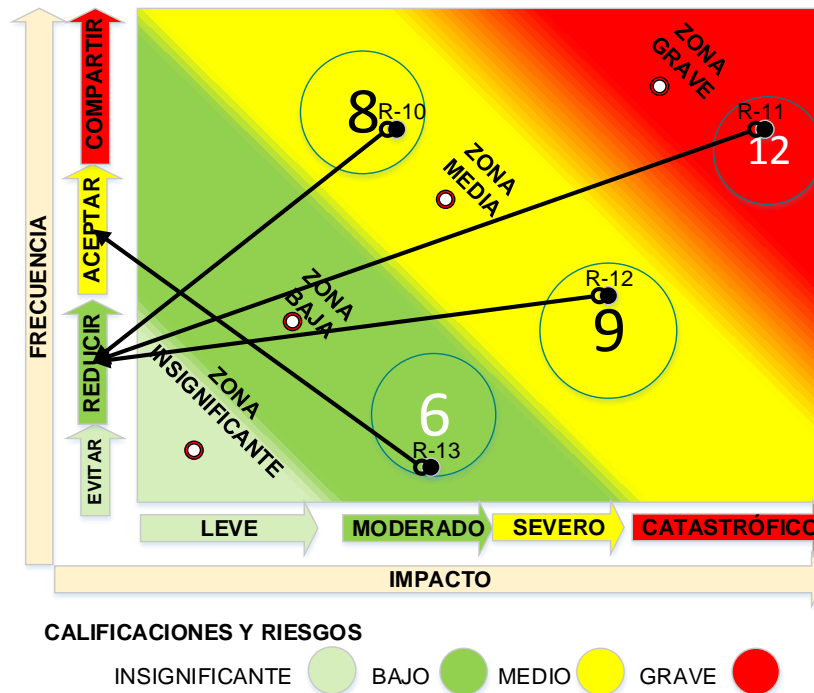 FRECUENCIA
COMPARTIR
ACEPTAR
REDUCIR
EVITAR
8
R-10
ZONA
GRAVE
R-11
12
ZONA
MEDIA
R-12
9
ZONA
BAJA
ZONA
INSIGNIFICANTE
6
R-13
LEVE
MODERADO
SEVERO
CATASTRÓFICO
IMPACTO
CALIFICACIONES Y RIESGOS
INSIGNIFICANTE BAJO MEDIO GRAVE